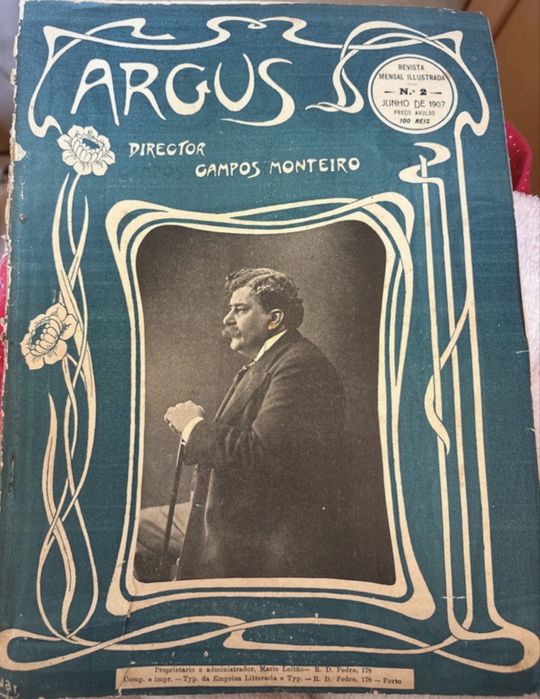 ARGUS
REVISTA
MENSAL ILLUSTRADA
N.º 2
JUNHO DE 1907
PREÇO AVULSO
100 REIS
DIRECTOR
CAMPOS MONTEIRO
Proprietario e administrador, Mario Leitão— R. D. Pedro, 178
Comp. e impr. — Typ. da Emprêsa Litteraria e Typ. — R. D. Pedro, 178 — Porto